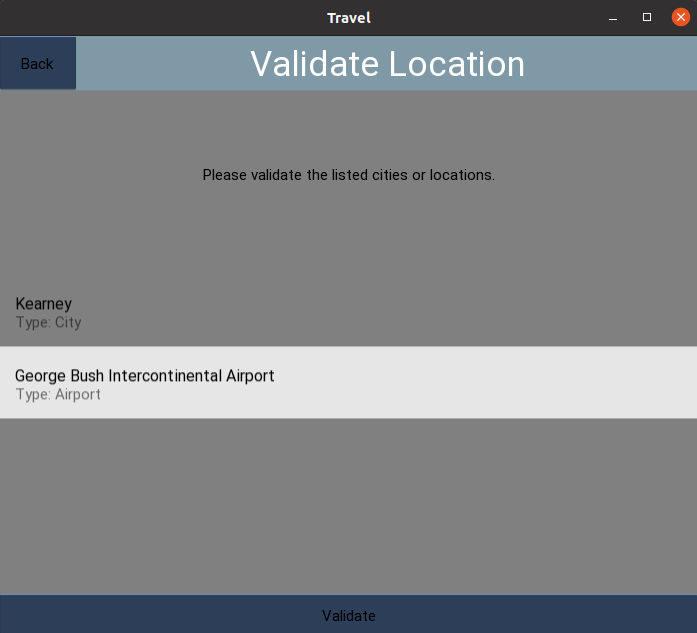 Travel
Back
Validate Location
Please validate the listed cities or locations.
Kearney
Type: City
George Bush Intercontinental Airport
Type: Airport
Validate